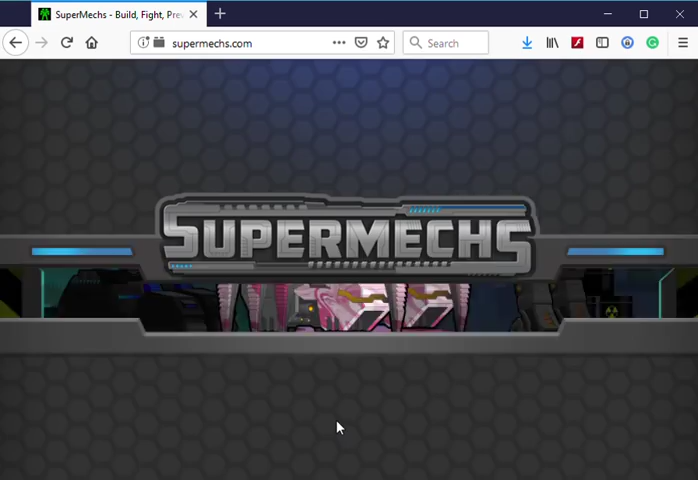 SuperMechs - Build, Fight, Pre
supermechs.com
Search
SUPERMECHS